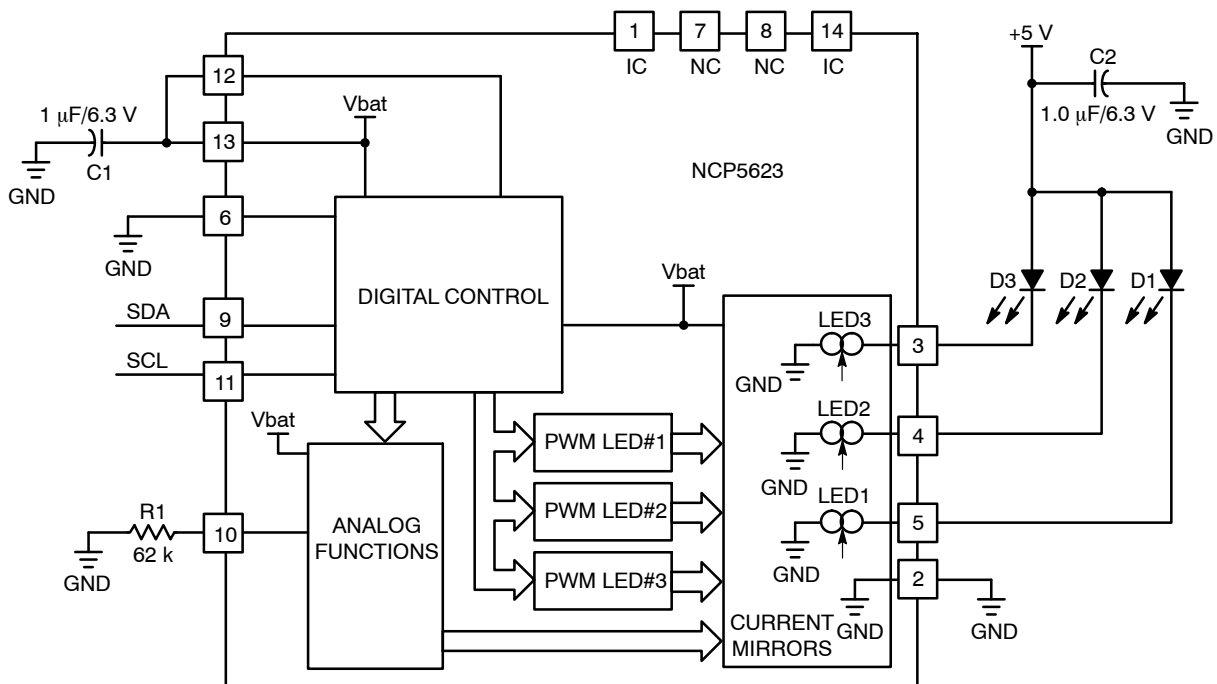 1
7
8
14
IC
NC
NC
IC
+5 V
C2
1.0 μF/6.3 V
GND
12
Vbat
1 μF/6.3 V
13
C1
GND
NCP5623
6
GND
DIGITAL CONTROL
Vbat
SDA
9
SCL
11
D3
D2
D1
LED3
3
GND
LED2
4
GND
LED1
5
GND
2
GND
GND
Vbat
PWM LED#1
PWM LED#2
PWM LED#3
R1
62 k
10
GND
ANALOG
FUNCTIONS
CURRENT
MIRRORS